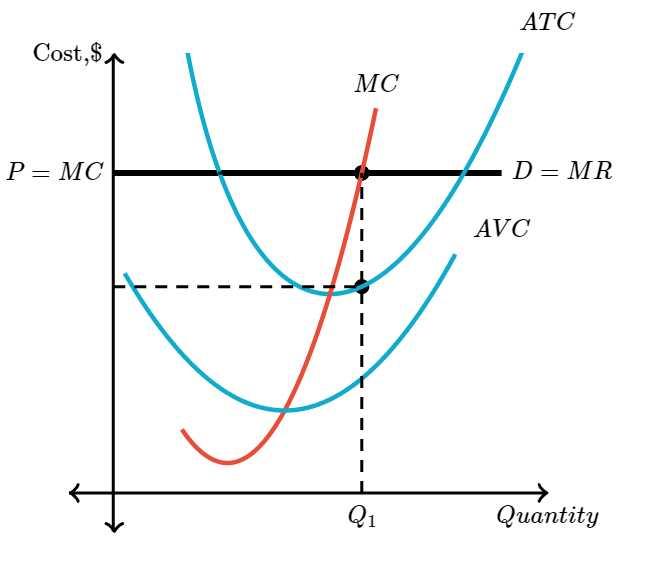 ATC
Cost,$
MC
P = MC
D = MR
AVC
Q₁
Quantity